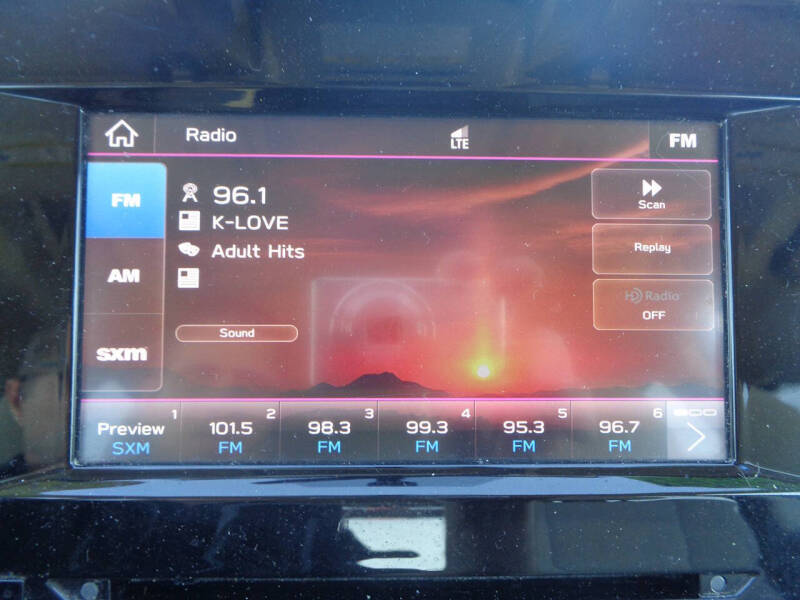 Radio
LTE
FM
FM
AM
sxm
96.1
K-LOVE
Adult Hits
Sound
Scan
Replay
HD Radio
OFF
1
Preview
SXM
2
101.5
FM
3
98.3
FM
4
99.3
FM
5
95.3
FM
6
96.7
FM